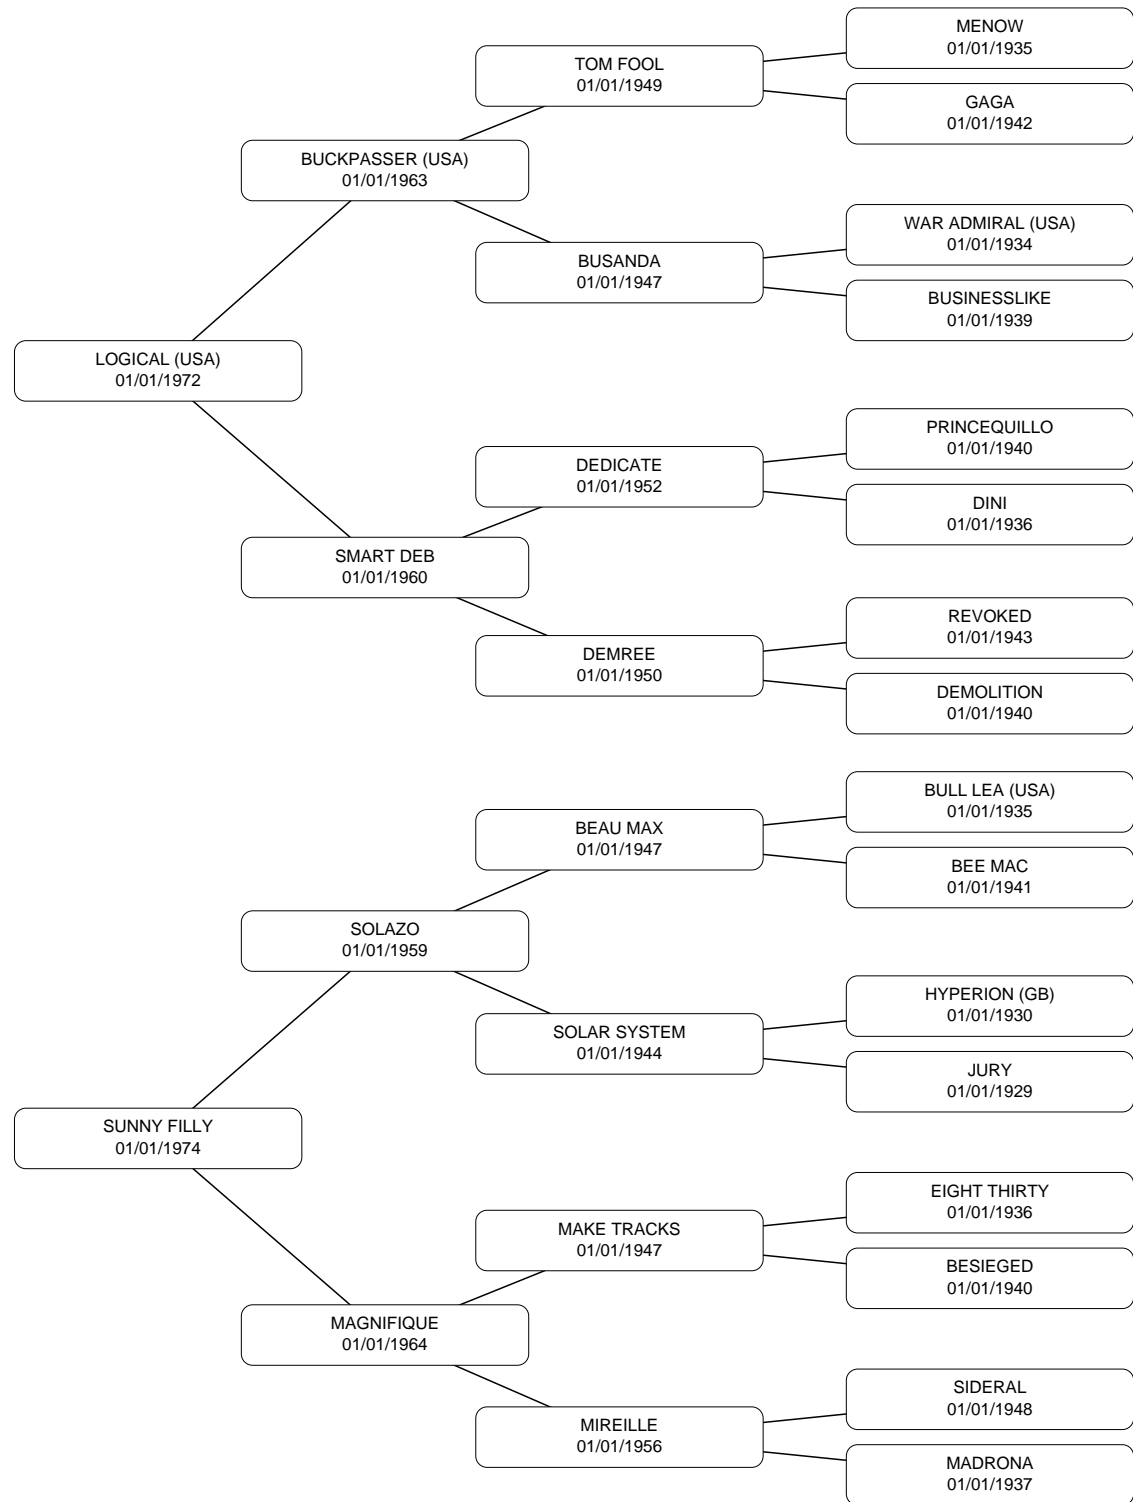 MENOW
01/01/1935
TOM FOOL
01/01/1949
GAGA
01/01/1942
BUCKPASSER (USA)
01/01/1963
WAR ADMIRAL (USA)
01/01/1934
BUSANDA
01/01/1947
BUSINESSLIKE
01/01/1939
LOGICAL (USA)
01/01/1972
PRINCEQUILLO
01/01/1940
DEDICATE
01/01/1952
DINI
01/01/1936
SMART DEB
01/01/1960
REVOKED
01/01/1943
DEMREE
01/01/1950
DEMOLITION
01/01/1940
BULL LEA (USA)
01/01/1935
BEAU MAX
01/01/1947
BEE MAC
01/01/1941
SOLAZO
01/01/1959
HYPERION (GB)
01/01/1930
SOLAR SYSTEM
01/01/1944
JURY
01/01/1929
SUNNY FILLY
01/01/1974
EIGHT THIRTY
01/01/1936
MAKE TRACKS
01/01/1947
BESIEGED
01/01/1940
MAGNIFIQUE
01/01/1964
SIDERAL
01/01/1948
MIREILLE
01/01/1956
MADRONA
01/01/1937